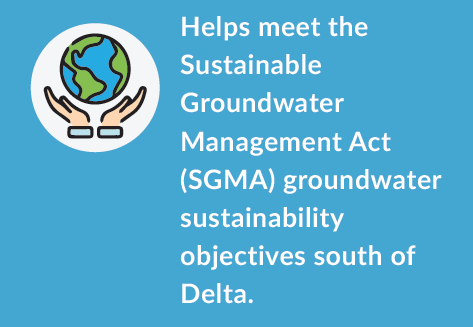 Helps meet the
Sustainable
Groundwater
Management Act
(SGMA) groundwater
sustainability
objectives south of
Delta.